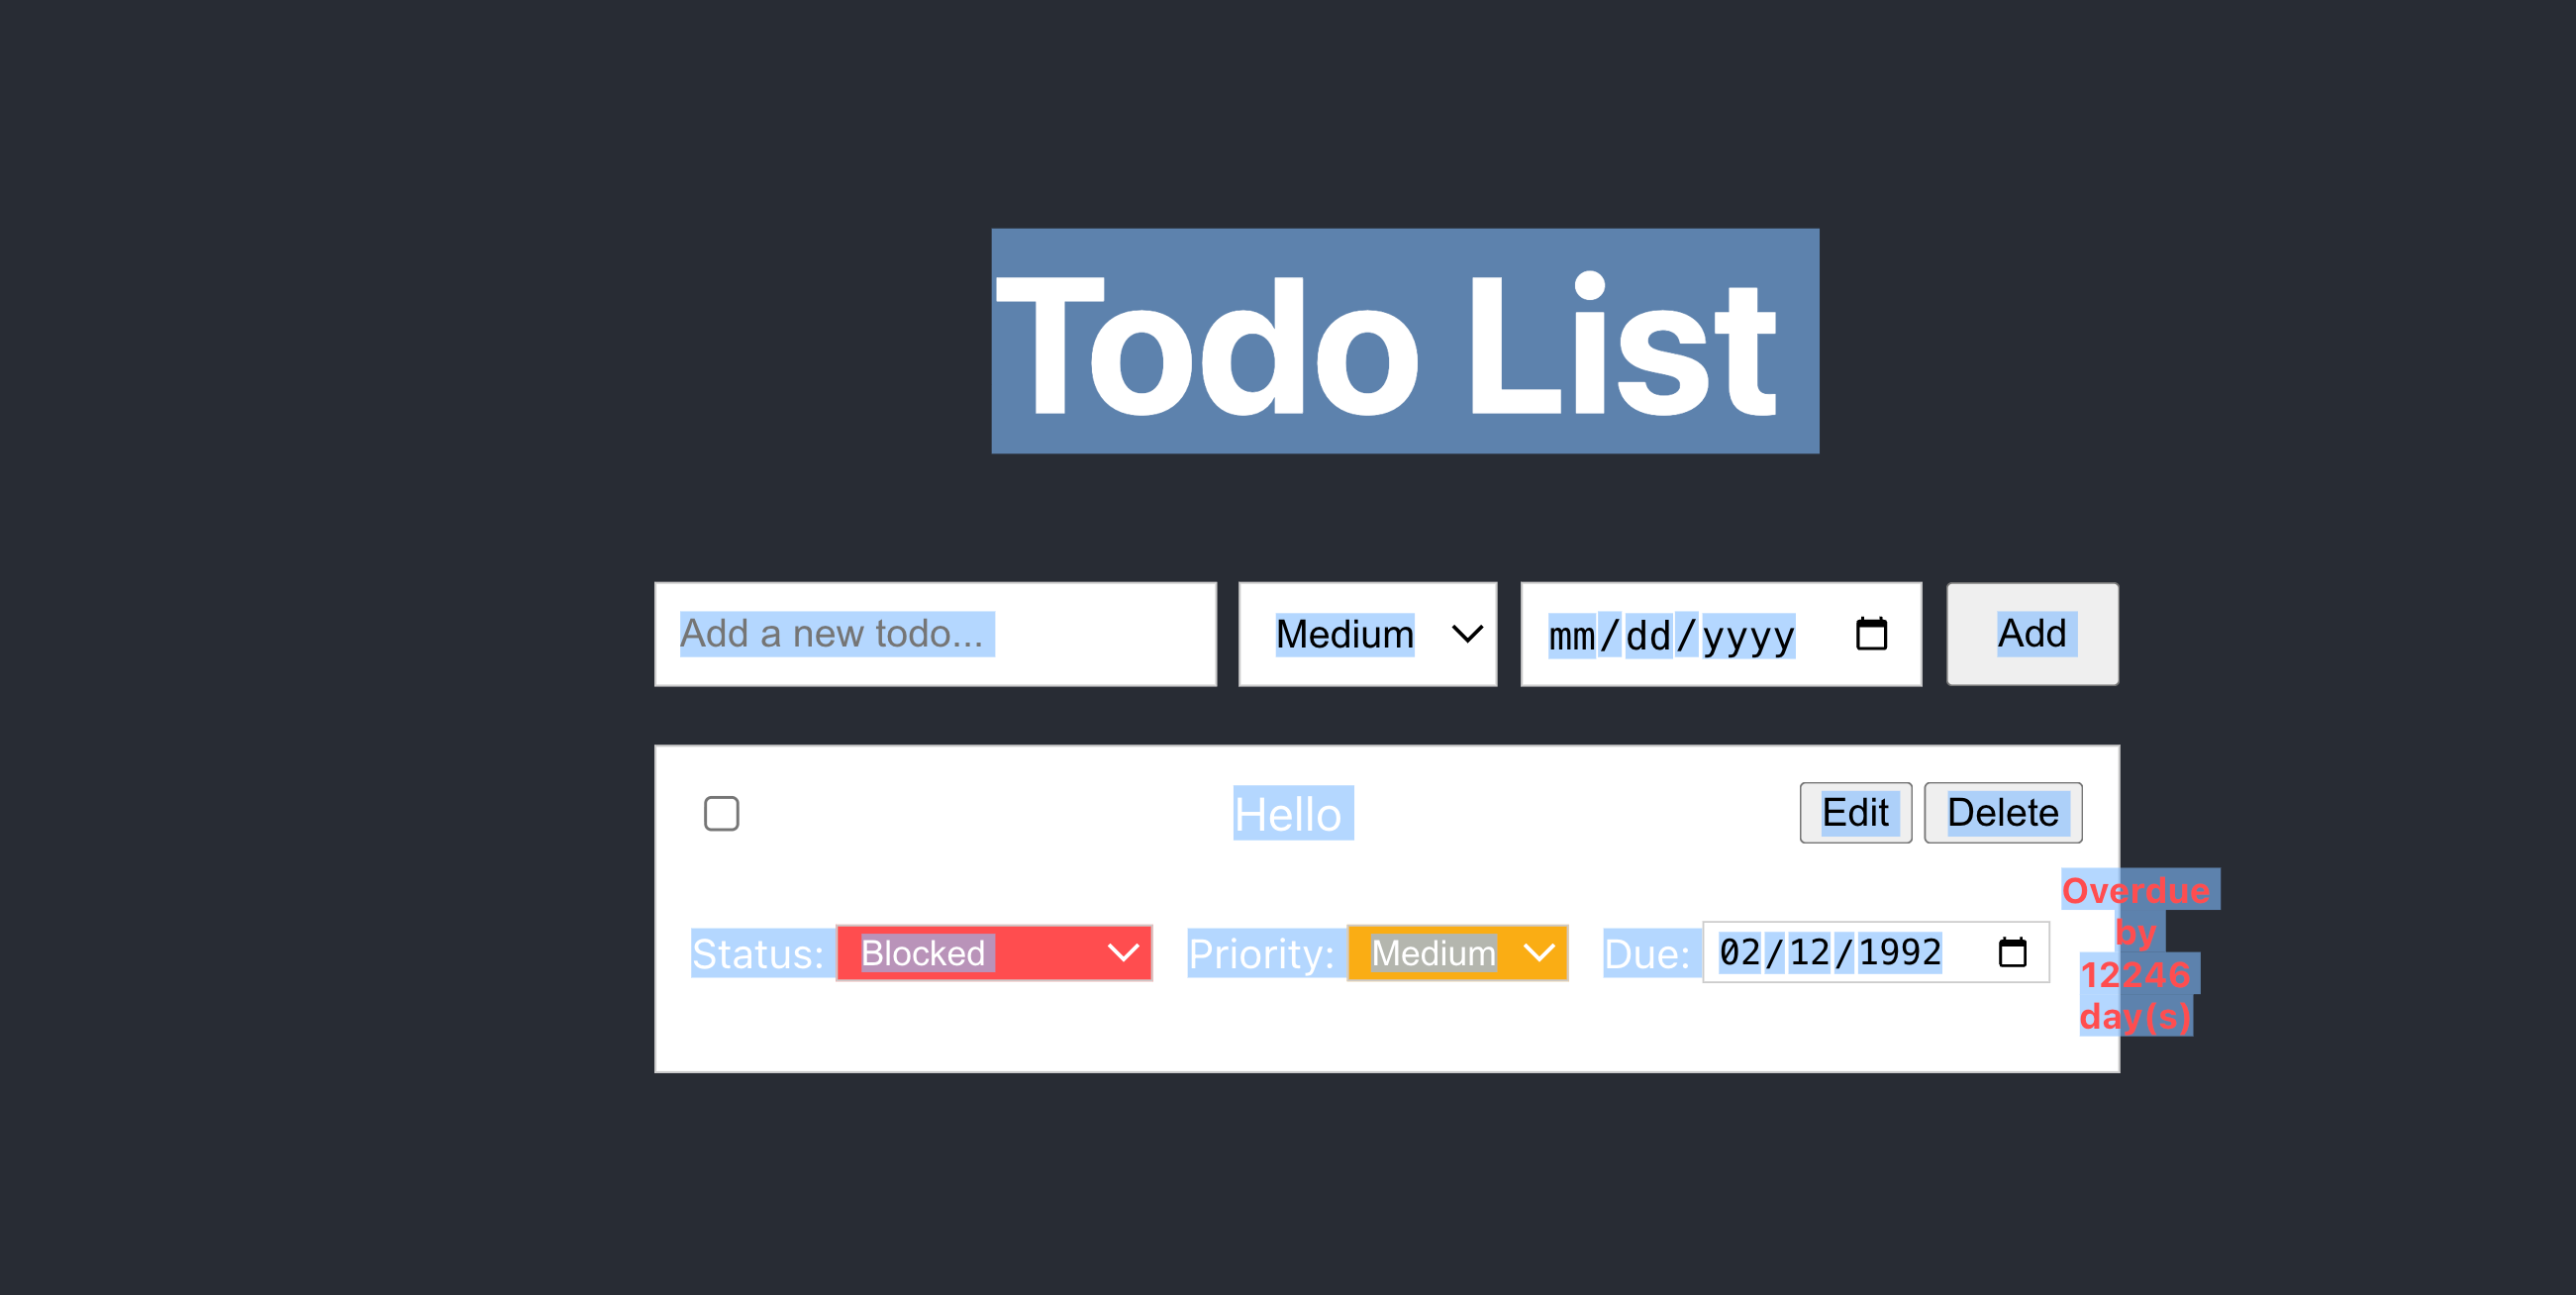 Todo List
Add a new todo... Medium mm/dd/yyyy Add
Hello Edit Delete
Status: Blocked Priority: Medium Due: 02/12/1992
Overdue
by
12246
day(s)